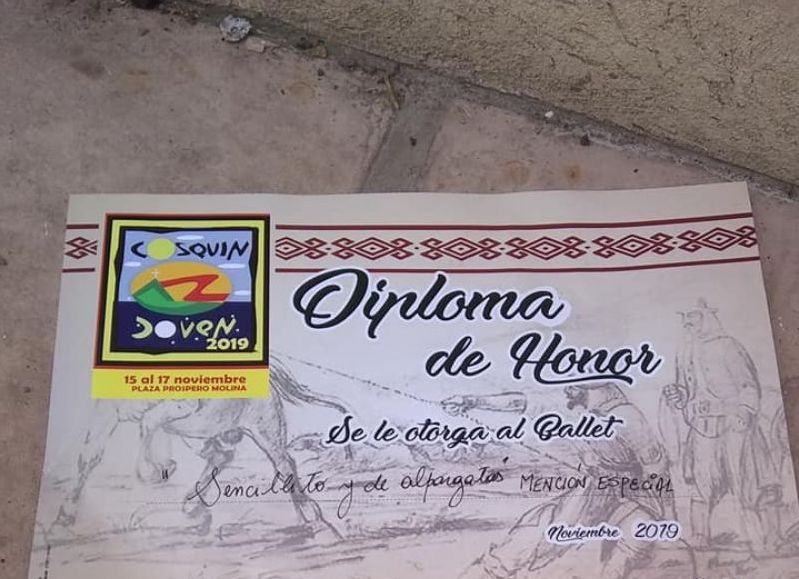 COSQUIN
JOVEN
2019
15 al 17 noviembre
PLAZA PROSPERO MOLINA
Diploma
de Honor
Se le otorga al Ballet
"Sencillito y de alpargatas" MENCIÓN ESPECIAL
Noviembre 2019